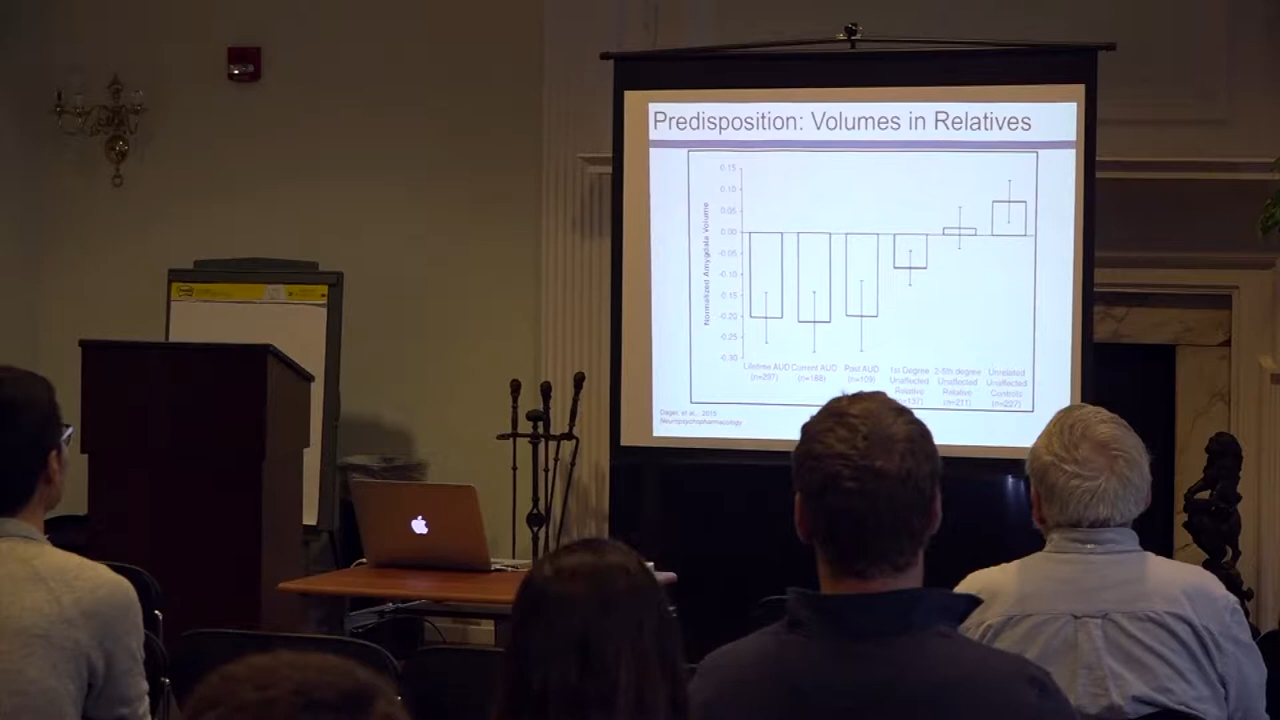 Predisposition: Volumes in Relatives
0.15
0.10
0.05
0.00
-0.05
-0.10
-0.15
-0.20
-0.25
-0.30
Normalized Amygdala Volume
Lifetime AUD Current AUD Past AUD 1st Degree 2-5th degree Unrelated
(n=297) (n=188) (n=109) Unaffected Unaffected Unaffected
Relative Relative Controls
(n=137) (n=211) (n=227)
Dager, et al., 2015
Neuropsychopharmacology